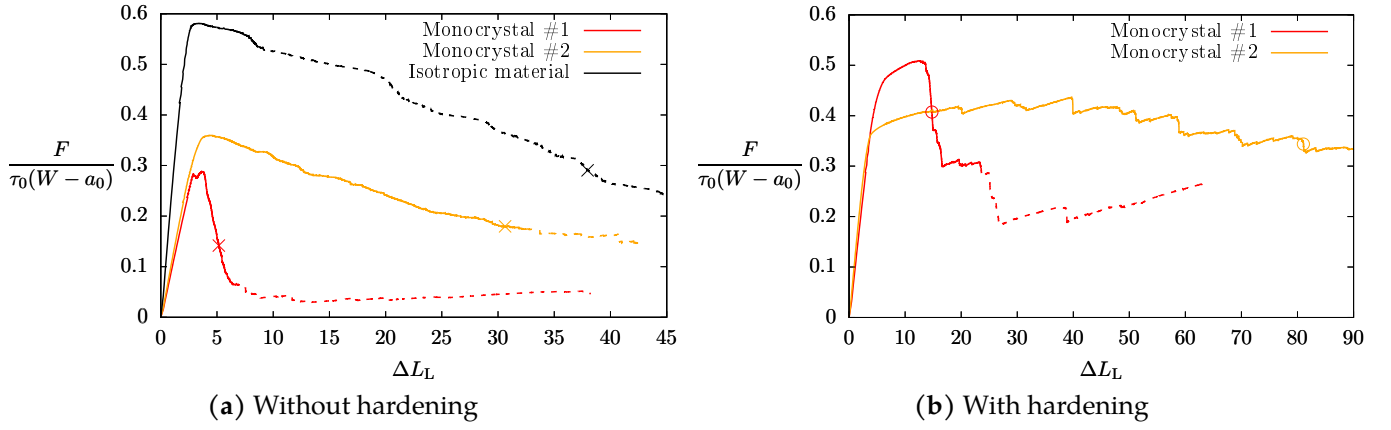 0.6
0.5
0.4
0.3
0.2
0.1
0
F
τ0(W − a0)
Monocrystal #1
Monocrystal #2
Isotropic material
0 5 10 15 20 25 30 35 40 45
ΔLL
(a) Without hardening
0.6
0.5
0.4
0.3
0.2
0.1
0
F
τ0(W − a0)
Monocrystal #1
Monocrystal #2
0 10 20 30 40 50 60 70 80 90
ΔLL
(b) With hardening